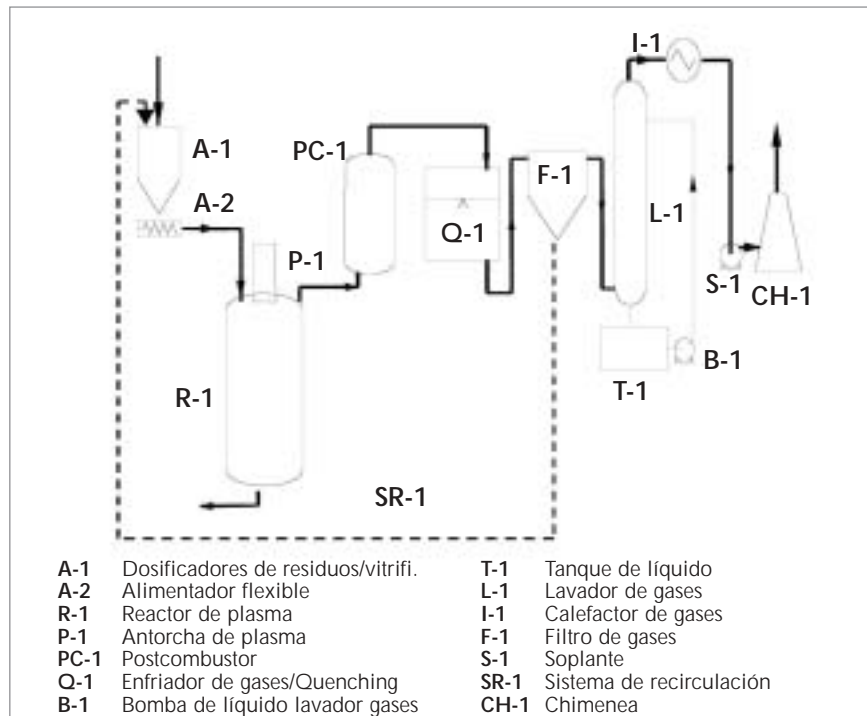 I-1
A-1
PC-1
F-1
A-2
Q-1
L-1
P-1
S-1
CH-1
B-1
T-1
R-1
SR-1
A-1 Dosificadores de residuos/vitrifi.
A-2 Alimentador flexible
R-1 Reactor de plasma
P-1 Antorcha de plasma
PC-1 Postcombustor
Q-1 Enfriador de gases/Quenching
B-1 Bomba de líquido lavador gases
T-1 Tanque de líquido
L-1 Lavador de gases
I-1 Calefactor de gases
F-1 Filtro de gases
S-1 Soplante
SR-1 Sistema de recirculación
CH-1 Chimenea